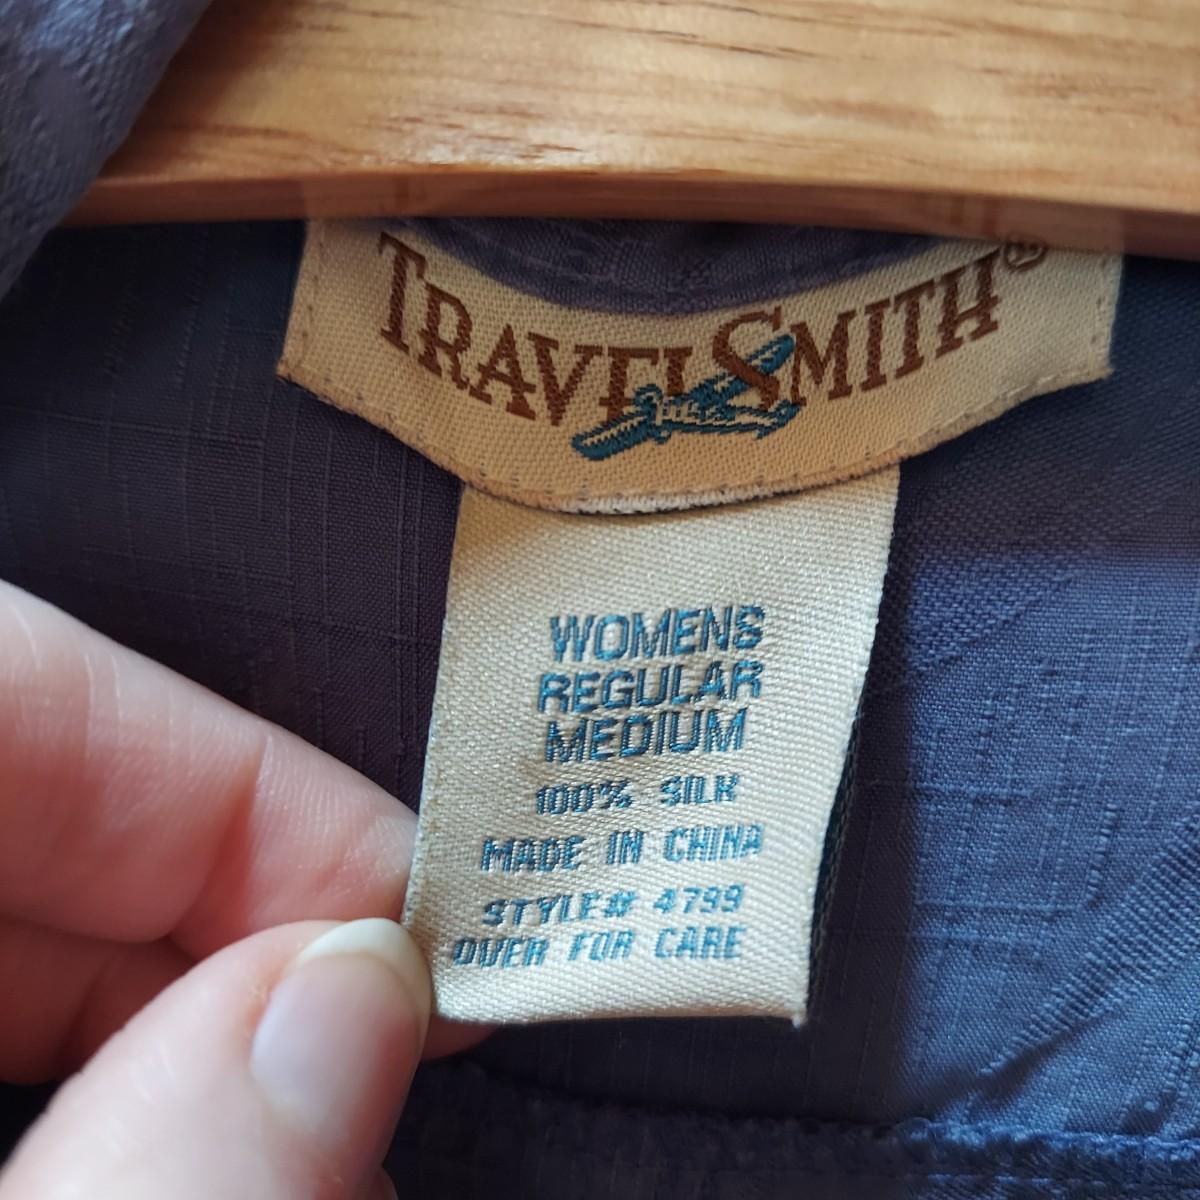 TRAVELSMITH®
WOMENS
REGULAR
MEDIUM
100% SILK
MADE IN CHINA
STYLE# 4799
OVER FOR CARE